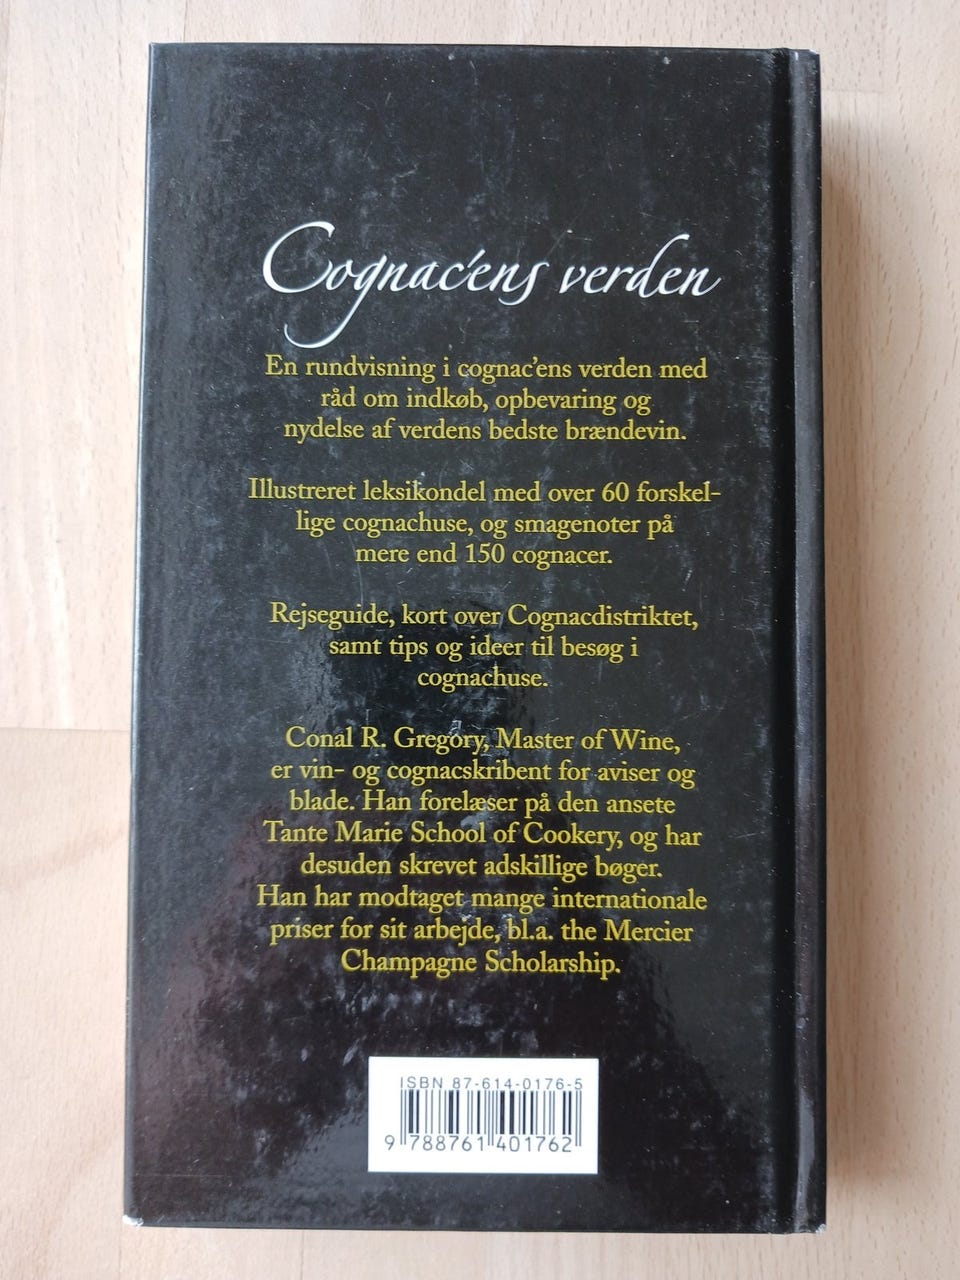 Cognac'ens verden
En rundvisning i cognac'ens verden med
råd om indkøb, opbevaring og
nydelse af verdens bedste brændevin.
Illustreret leksikondel med over 60 forskel-
lige cognachuse, og smagenoter på
mere end 150 cognacer.
Rejseguide, kort over Cognacdistriktet,
samt tips og ideer til besøg i
cognachuse.
Conal R. Gregory, Master of Wine,
er vin- og cognacskribent for aviser og
blade. Han forelæser på den ansete
Tante Marie School of Cookery, og har
desuden skrevet adskillige bøger.
Han har modtaget mange internationale
priser for sit arbejde, bl.a. the Mercier
Champagne Scholarship.
ISBN 87-614-0176-5
9 788761 401762